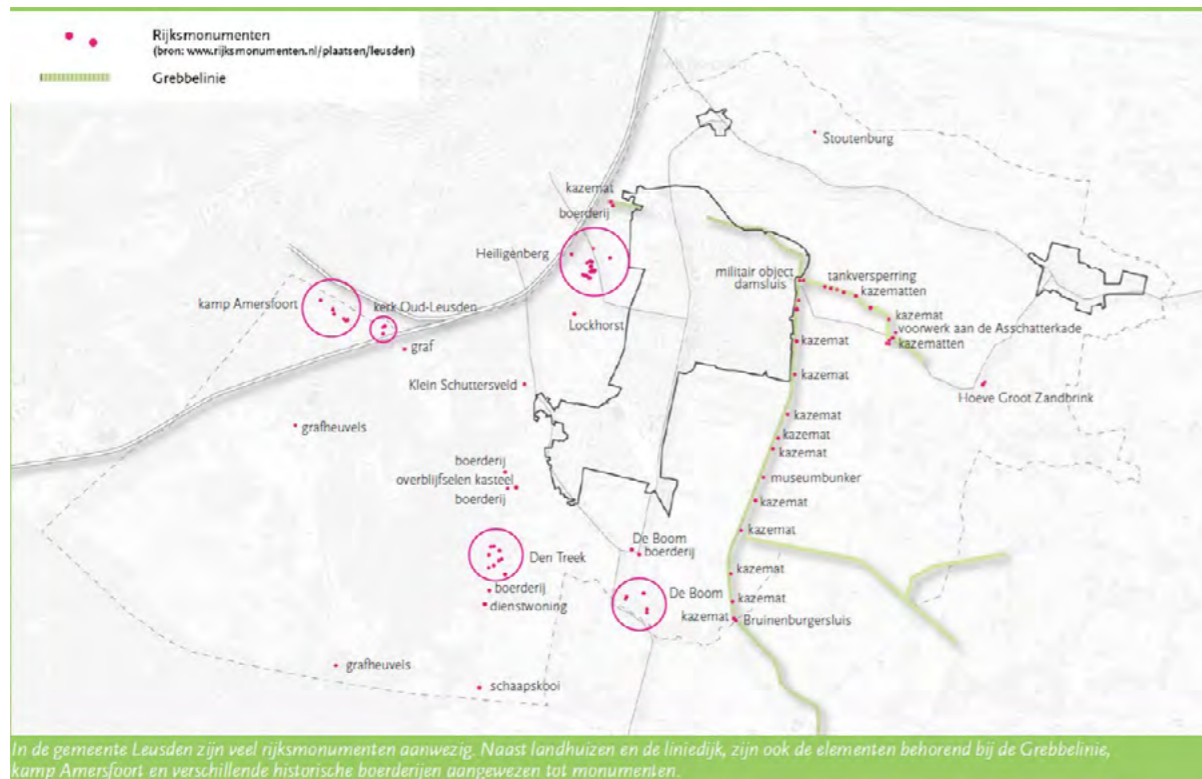 Rijksmonumenten
(bron: www.rijksmonumenten.nl/plaatsen/leusden)
Grebbelinie
Stoutenburg
kazemat
boerderij
Heiligenberg
militair object
damsluis
tankversperring
kazematten
kamp Amersfoort
kerk Oud-Leusden
Lockhorst
kazemat
voorwerk aan de Asschatterkade
kazematten
graf
kazemat
Klein Schuttersveld
kazemat
Hoeve Groot Zandbrink
grafheuvels
kazemat
kazemat
kazemat
boerderij
overblijfselen kasteel
boerderij
museumbunker
kazemat
kazemat
De Boom
boerderij
Den Treek
kazemat
boerderij
dienstwoning
De Boom
kazemat
kazemat
Bruinenburgersluis
grafheuvels
schaapskooi
In de gemeente Leusden zijn veel rijksmonumenten aanwezig. Naast landhuizen en de liniedijk, zijn ook de elementen behorend bij de Grebbelinie,
kamp Amersfoort en verschillende historische boerderijen aangewezen tot monumenten.